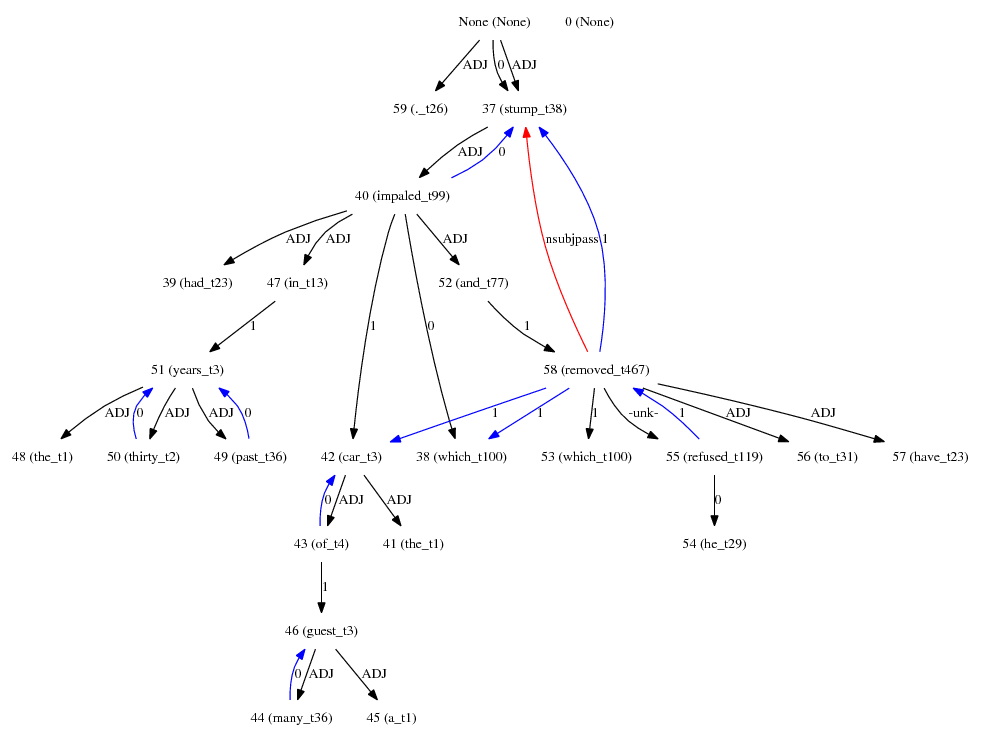 None (None) 0 (None)
ADJ 0 ADJ
59 (._t26) 37 (stump_t38)
ADJ 0
40 (impaled_t99)
ADJ ADJ ADJ nsubjpass 1
39 (had_t23) 47 (in_t13) 52 (and_t77)
1 1 0 1
51 (years_t3) 58 (removed_t467)
ADJ 0 ADJ ADJ 0 1 1 1 -unk- 1 ADJ ADJ
48 (the_t1) 50 (thirty_t2) 49 (past_t36) 42 (car_t3) 38 (which_t100) 53 (which_t100) 55 (refused_t119) 56 (to_t31) 57 (have_t23)
0 ADJ ADJ 0
43 (of_t4) 41 (the_t1) 54 (he_t29)
1
46 (guest_t3)
0 ADJ ADJ
44 (many_t36) 45 (a_t1)